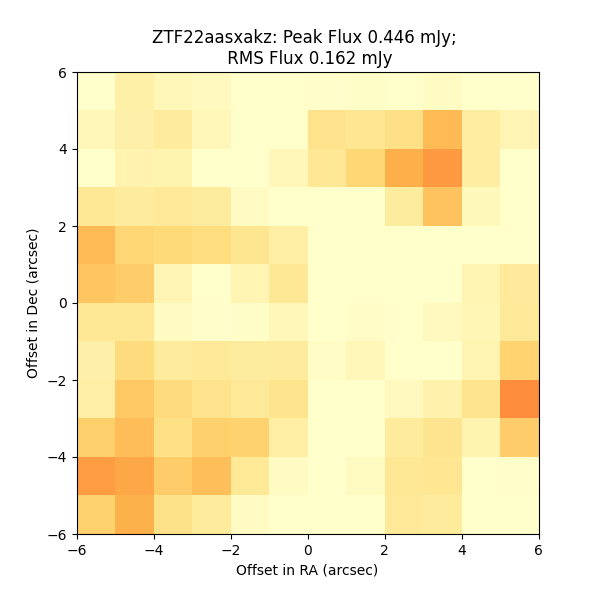 ZTF22aasxakz: Peak Flux 0.446 mJy;
RMS Flux 0.162 mJy
6
4
2
0
−2
−4
−6
Offset in Dec (arcsec)
−6 −4 −2 0 2 4 6
Offset in RA (arcsec)